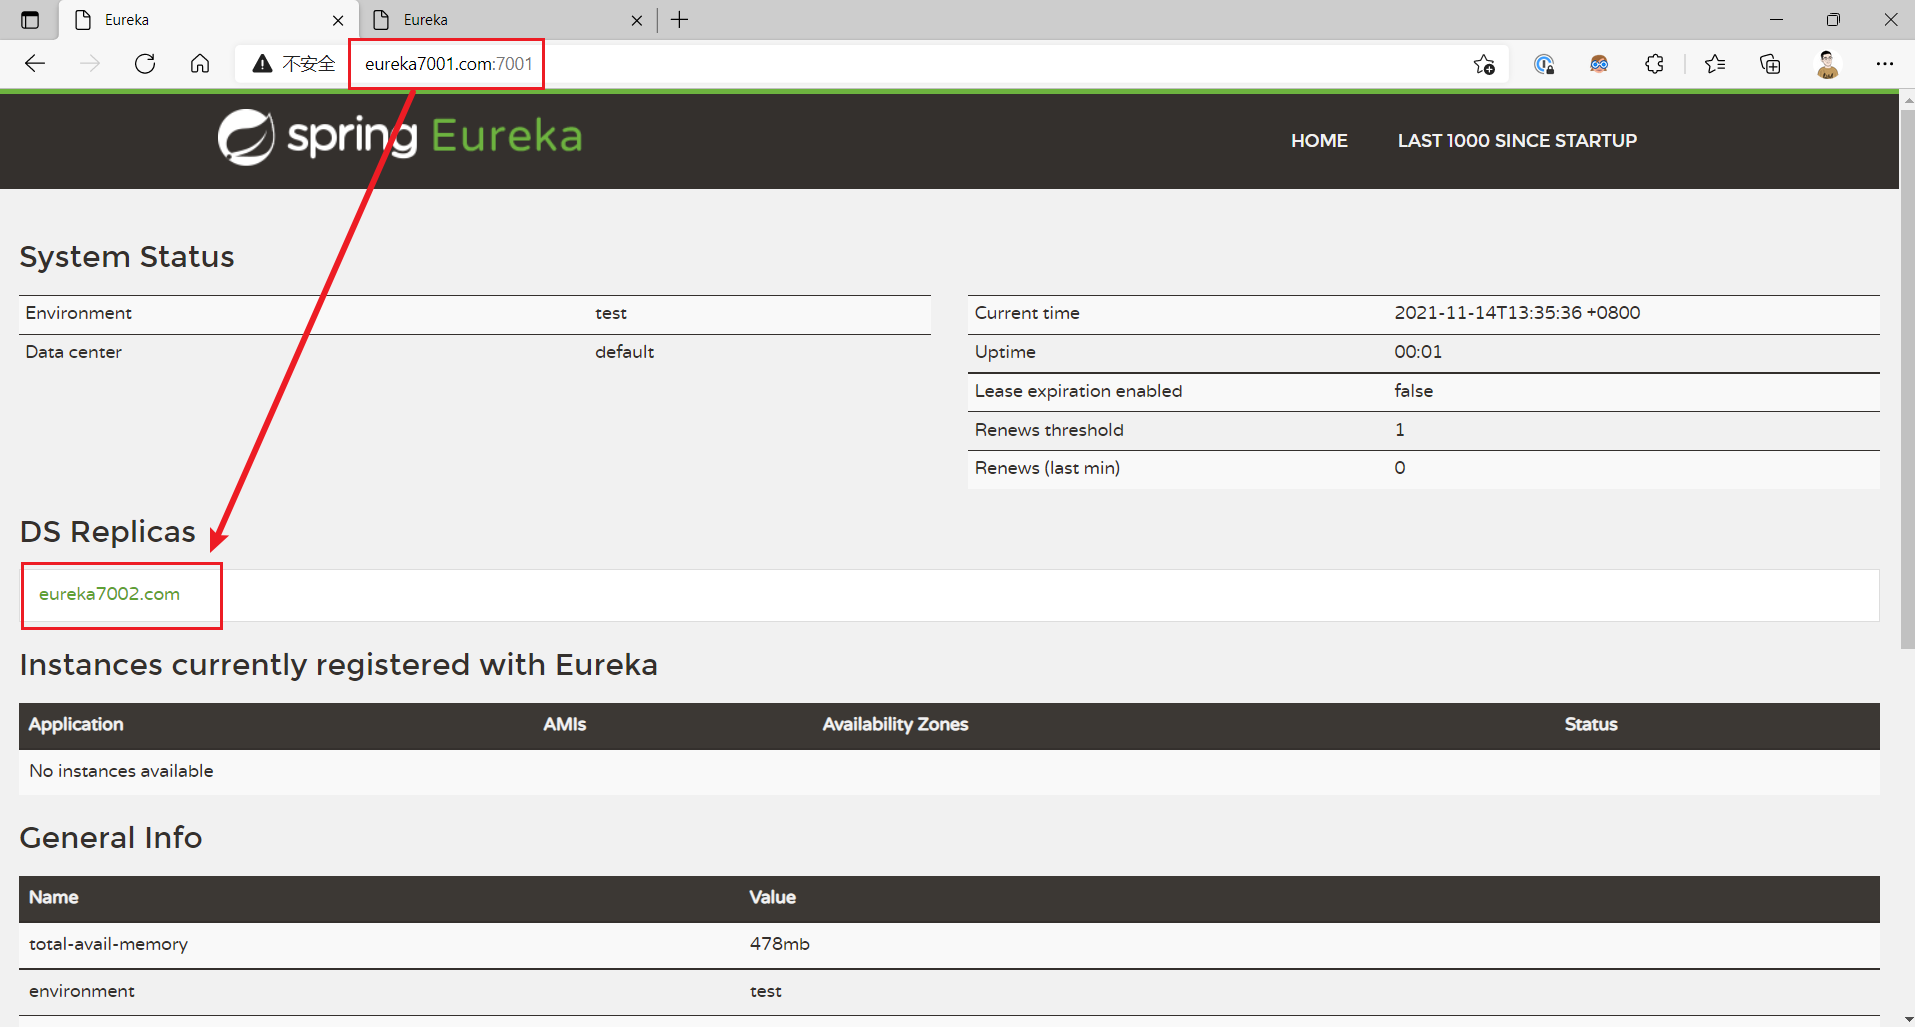 Eureka
Eureka
不安全
eureka7001.com:7001
spring Eureka
HOME
LAST 1000 SINCE STARTUP
System Status
Environment test
Data center default
Current time 2021-11-14T13:35:36 +0800
Uptime 00:01
Lease expiration enabled false
Renews threshold 1
Renews (last min) 0
DS Replicas
eureka7002.com
Instances currently registered with Eureka
Application AMIs Availability Zones Status
No instances available
General Info
Name Value
total-avail-memory 478mb
environment test